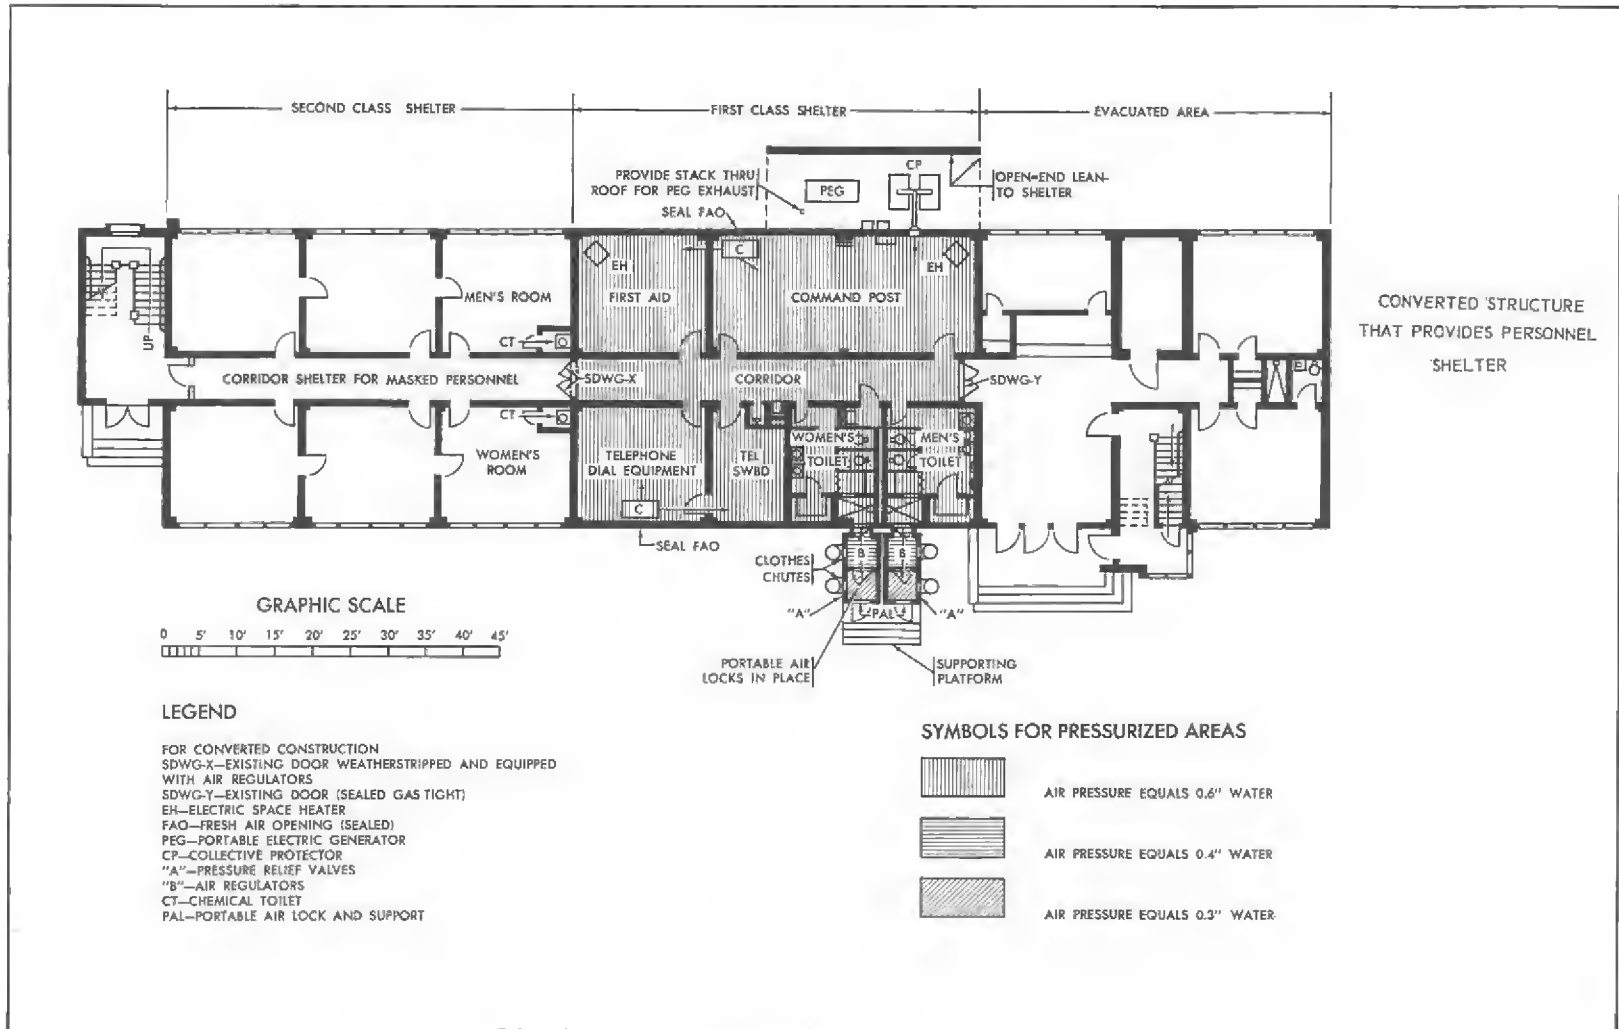 SECOND CLASS SHELTER
FIRST CLASS SHELTER
EVACUATED AREA
PROVIDE STACK THRU
ROOF FOR PEG EXHAUST
SEAL FAO
PEG
CP
OPEN-END LEAN-
TO SHELTER
CONVERTED STRUCTURE
THAT PROVIDES PERSONNEL
SHELTER
UP
MEN'S ROOM
CT
EH
FIRST AID
C
COMMAND POST
EH
CORRIDOR SHELTER FOR MASKED PERSONNEL
SDWG-X
CORRIDOR
SDWG-Y
CT
WOMEN'S
ROOM
TELEPHONE
DIAL EQUIPMENT
C
TEL
SWBD
WOMEN'S
TOILET
MEN'S
TOILET
SEAL FAO
CLOTHES
CHUTES
B
B
"A"
PAL
"A"
PORTABLE AIR
LOCKS IN PLACE
SUPPORTING
PLATFORM
GRAPHIC SCALE
0 5' 10' 15' 20' 25' 30' 35' 40' 45'
LEGEND
FOR CONVERTED CONSTRUCTION
SDWG-X—EXISTING DOOR WEATHERSTRIPPED AND EQUIPPED
WITH AIR REGULATORS
SDWG-Y—EXISTING DOOR (SEALED GAS TIGHT)
EH—ELECTRIC SPACE HEATER
FAO—FRESH AIR OPENING (SEALED)
PEG—PORTABLE ELECTRIC GENERATOR
CP—COLLECTIVE PROTECTOR
"A"—PRESSURE RELIEF VALVES
"B"—AIR REGULATORS
CT—CHEMICAL TOILET
PAL—PORTABLE AIR LOCK AND SUPPORT
SYMBOLS FOR PRESSURIZED AREAS
AIR PRESSURE EQUALS 0.6" WATER
AIR PRESSURE EQUALS 0.4" WATER
AIR PRESSURE EQUALS 0.3" WATER